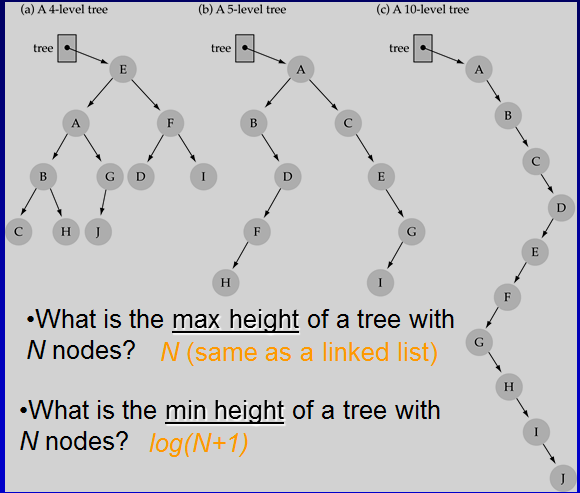 (a) A 4-level tree (b) A 5-level tree (c) A 10-level tree
tree tree tree
E A A
B
A F B C C
B G D I D E D
C H J F G E
H I F
G
•What is the max height of a tree with
N nodes? N (same as a linked list)
H
•What is the min height of a tree with
N nodes? log(N+1)
I
J